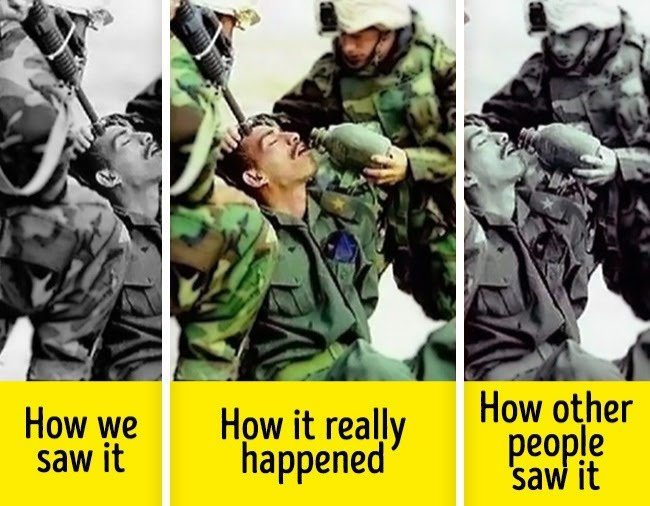 How we
saw it
How it really
happened
How other
people
saw it